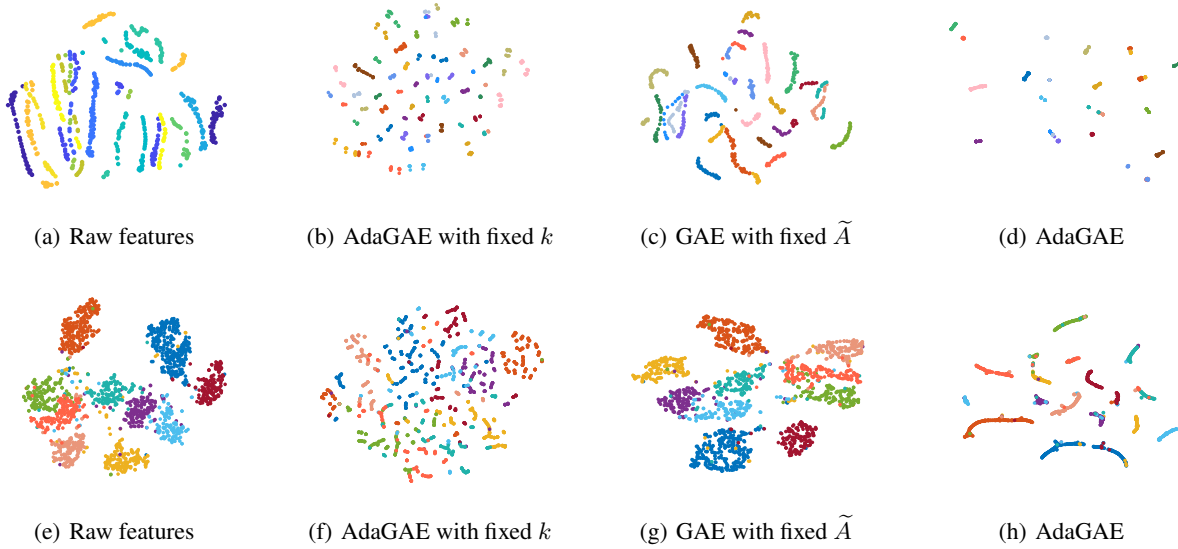 (a) Raw features
(b) AdaGAE with fixed k
(c) GAE with fixed Ã
(d) AdaGAE
(e) Raw features
(f) AdaGAE with fixed k
(g) GAE with fixed Ã
(h) AdaGAE